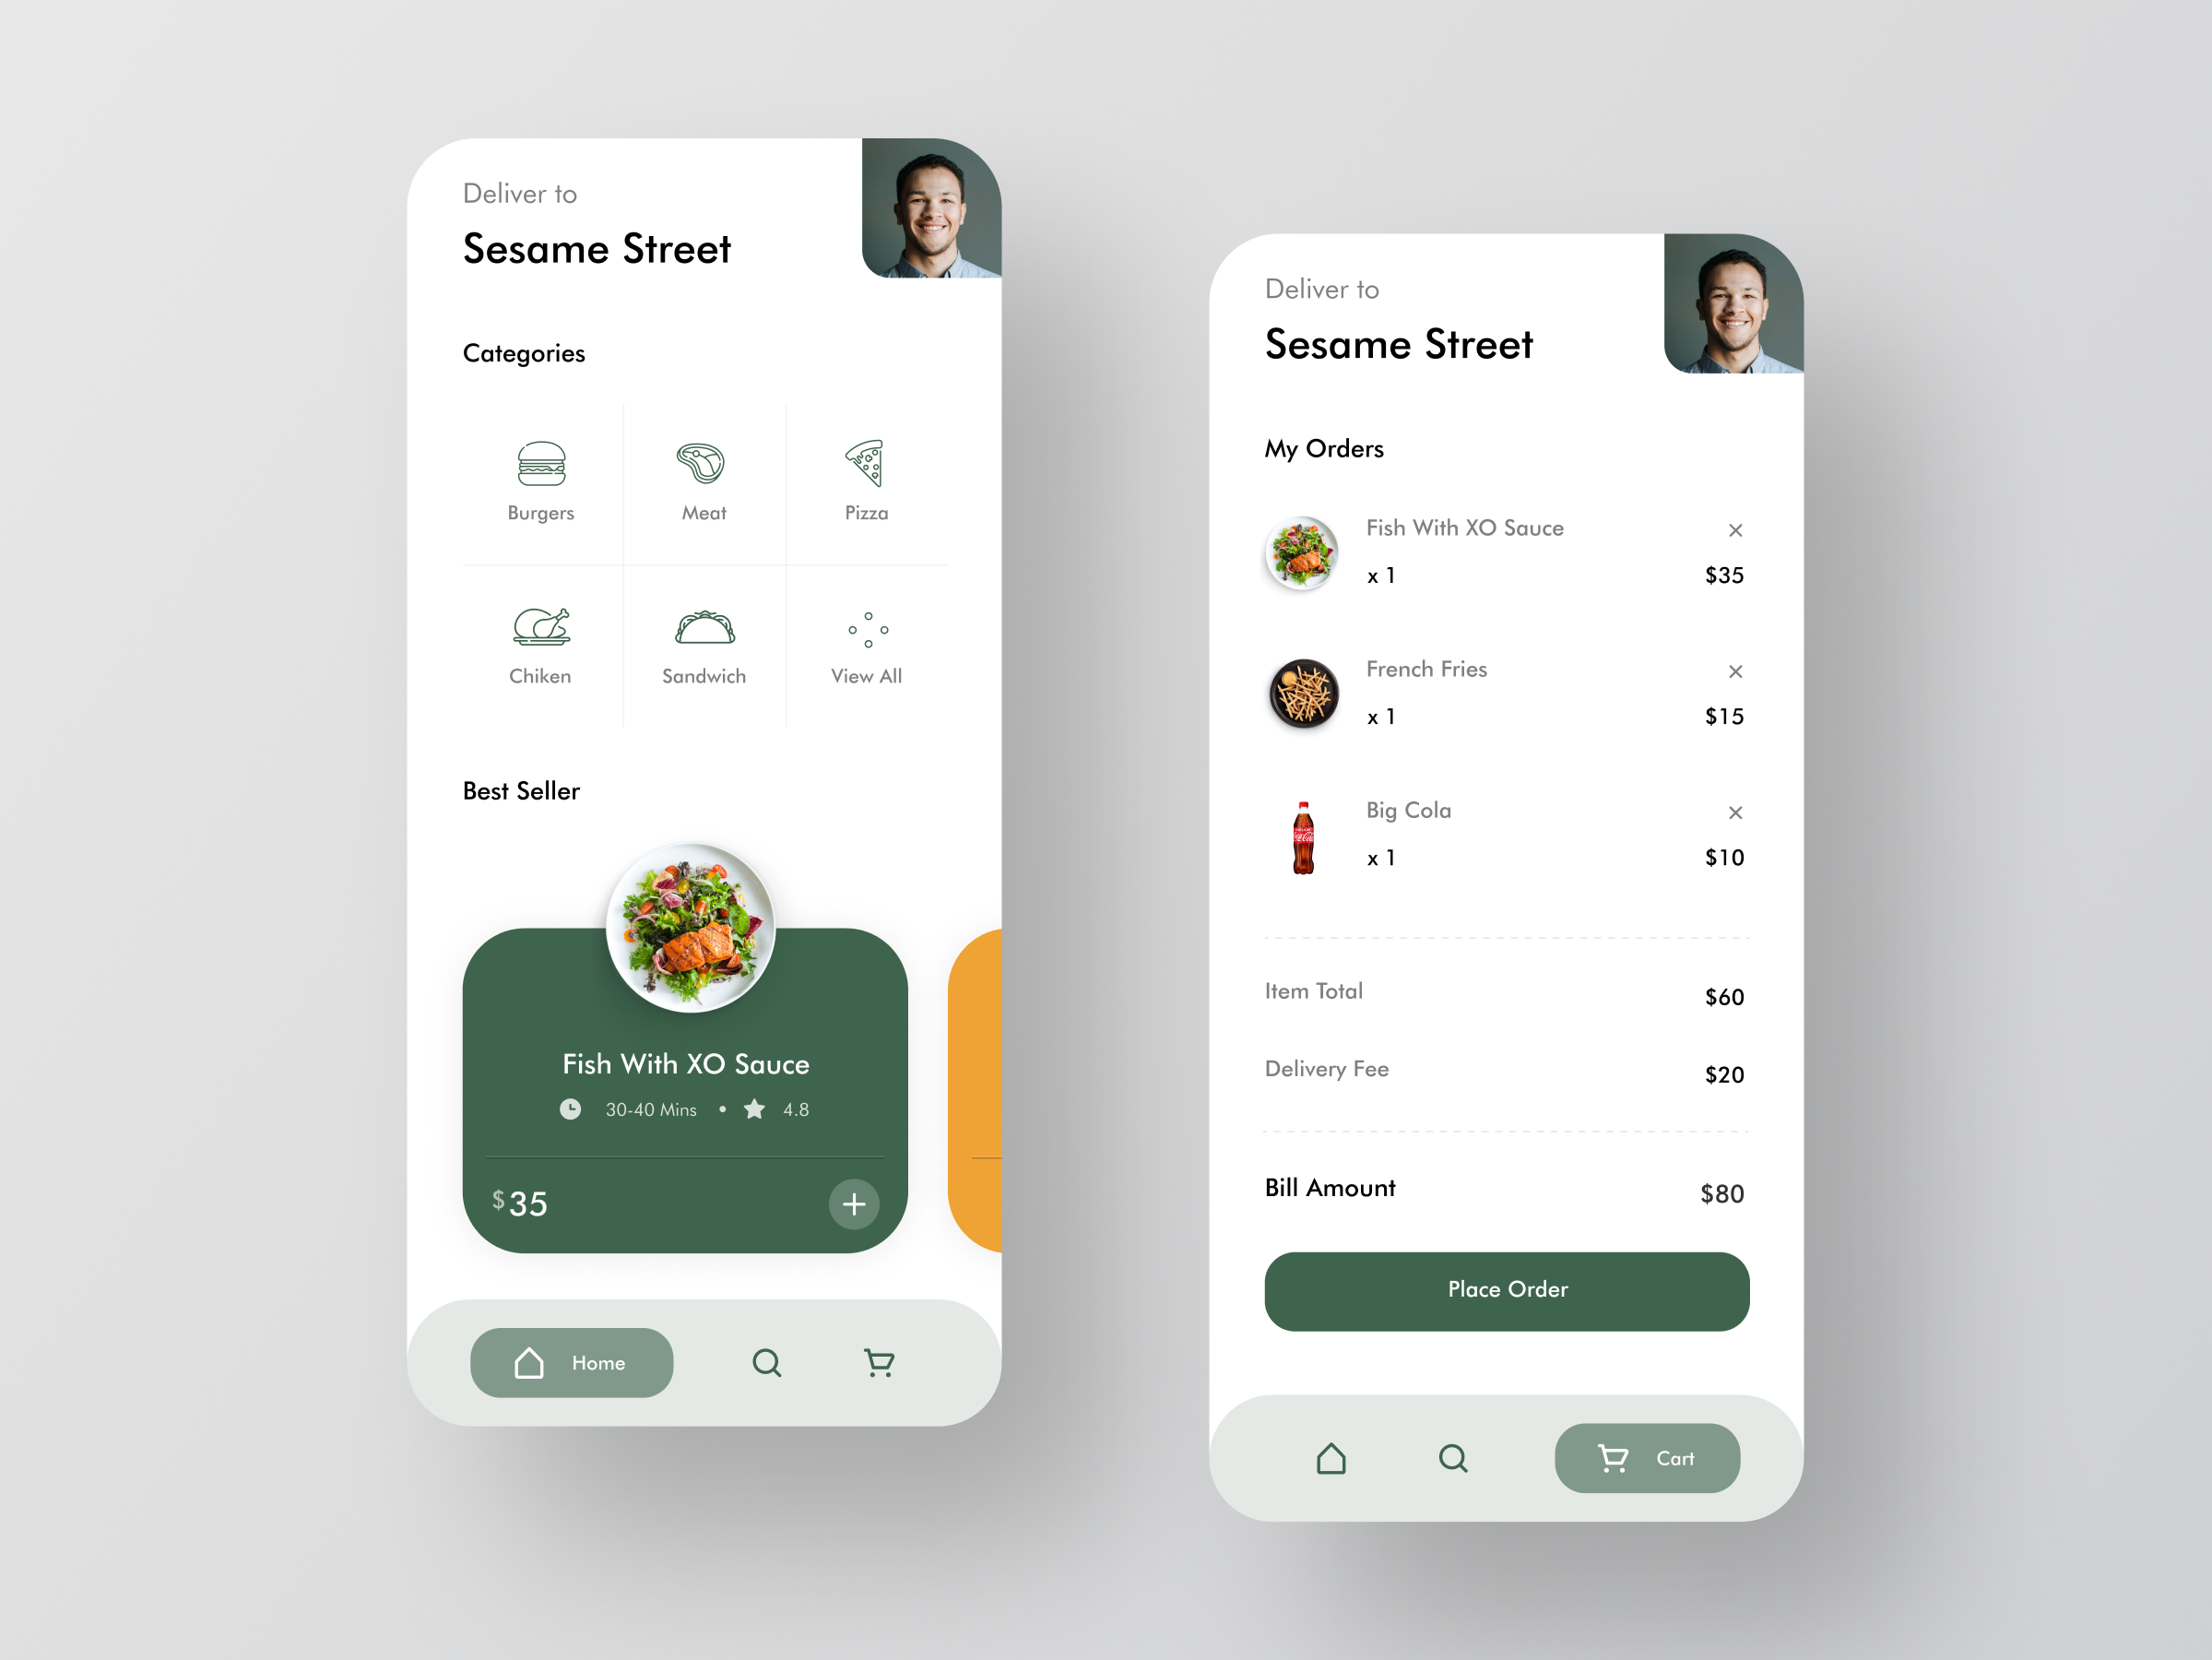 Deliver to
Sesame Street
Categories
Burgers
Meat
Pizza
Chiken
Sandwich
View All
Best Seller
Fish With XO Sauce
30-40 Mins • 4.8
$35
Home
Deliver to
Sesame Street
My Orders
Fish With XO Sauce
x 1
$35
French Fries
x 1
$15
Big Cola
x 1
$10
Coca-Cola
Item Total
$60
Delivery Fee
$20
Bill Amount
$80
Place Order
Cart